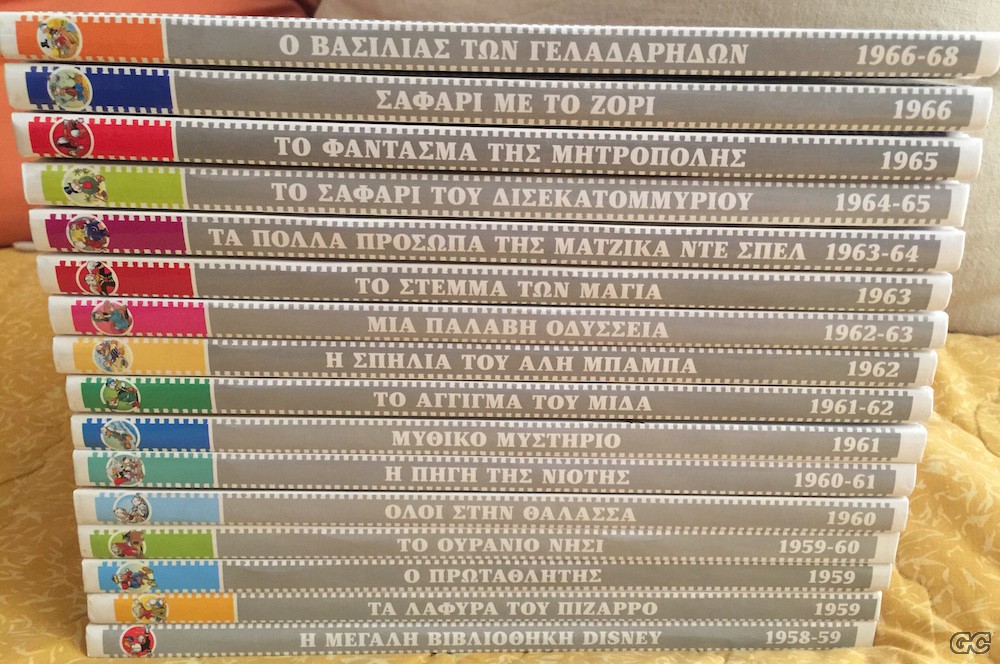 Ο ΒΑΣΙΛΙΑΣ ΤΩΝ ΓΕΛΑΔΑΡΗΔΩΝ 1966-68
ΣΑΦΑΡΙ ΜΕ ΤΟ ΖΟΡΙ 1966
ΤΟ ΦΑΝΤΑΣΜΑ ΤΗΣ ΜΗΤΡΟΠΟΛΗΣ 1965
ΤΟ ΣΑΦΑΡΙ ΤΟΥ ΔΙΣΕΚΑΤΟΜΜΥΡΙΟΥ 1964-65
ΤΑ ΠΟΛΛΑ ΠΡΟΣΩΠΑ ΤΗΣ ΜΑΤΖΙΚΑ ΝΤΕ ΣΠΕΛ 1963-64
ΤΟ ΣΤΕΜΜΑ ΤΩΝ ΜΑΓΙΑ 1963
ΜΙΑ ΠΑΛΑΒΗ ΟΔΥΣΣΕΙΑ 1962-63
Η ΣΠΗΛΙΑ ΤΟΥ ΑΛΗ ΜΠΑΜΠΑ 1962
ΤΟ ΑΓΓΙΓΜΑ ΤΟΥ ΜΙΔΑ 1961-62
ΜΥΘΙΚΟ ΜΥΣΤΗΡΙΟ 1961
Η ΠΗΓΗ ΤΗΣ ΝΙΟΤΗΣ 1960-61
ΟΛΟΙ ΣΤΗΝ ΘΑΛΑΣΣΑ 1960
ΤΟ ΟΥΡΑΝΙΟ ΝΗΣΙ 1959-60
Ο ΠΡΩΤΑΘΛΗΤΗΣ 1959
ΤΑ ΛΑΦΥΡΑ ΤΟΥ ΠΙΖΑΡΡΟ 1959
Η ΜΕΓΑΛΗ ΒΙΒΛΙΟΘΗΚΗ DISNEY 1958-59
GC